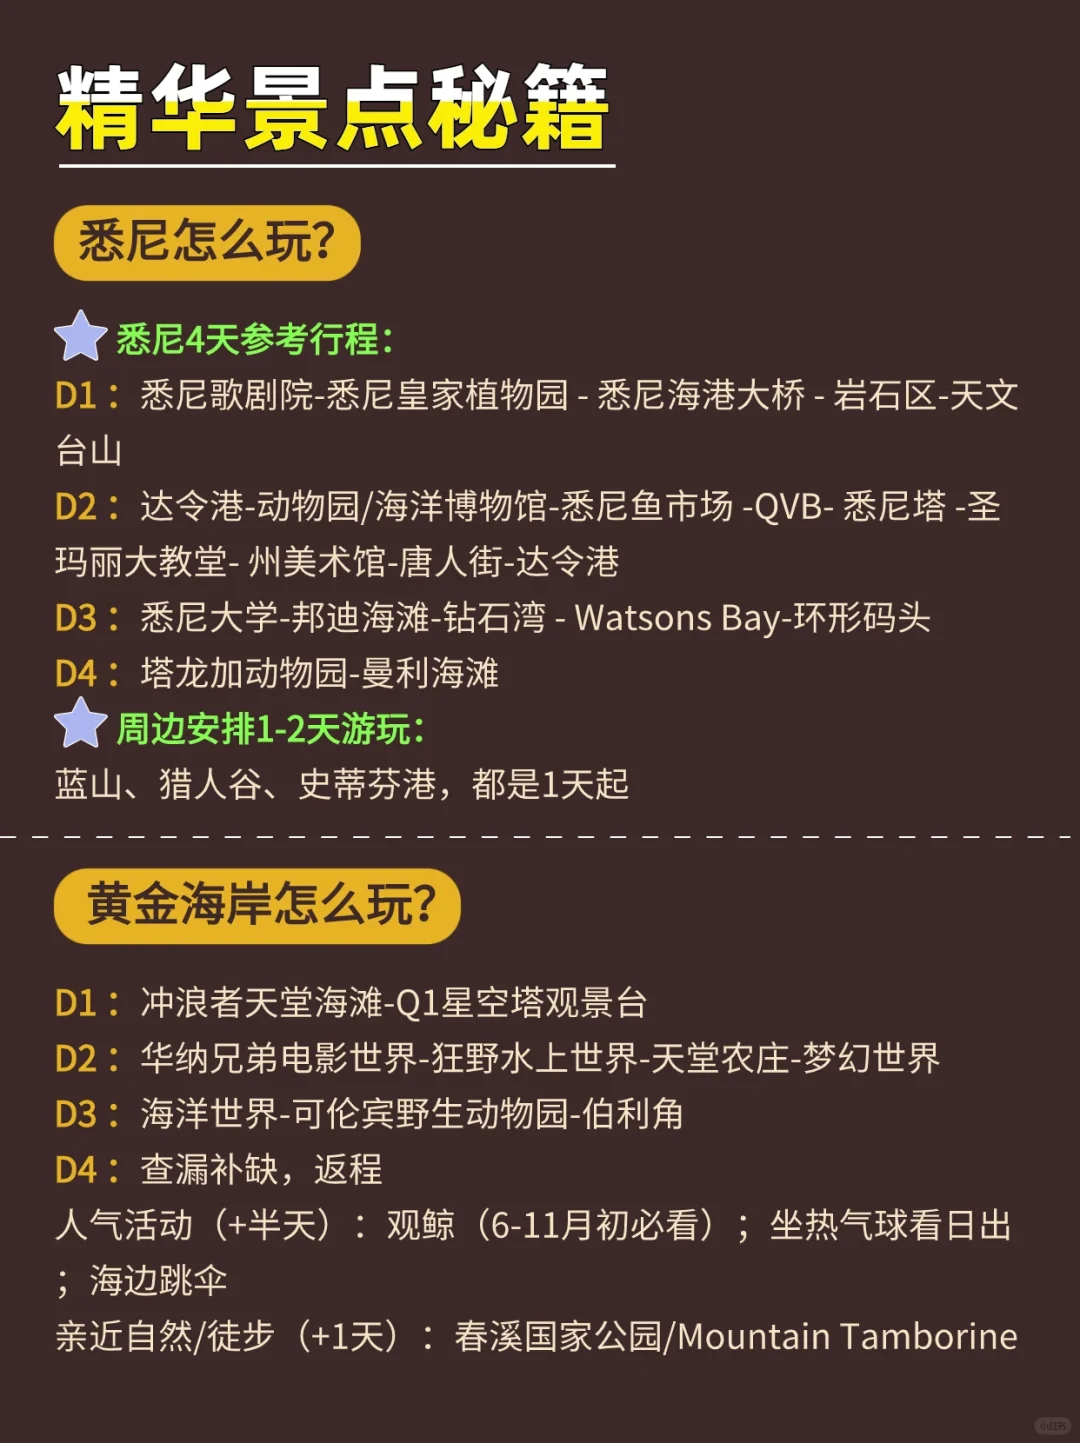 精华景点秘籍
悉尼怎么玩？
悉尼4天参考行程：
D1：悉尼歌剧院-悉尼皇家植物园 - 悉尼海港大桥 - 岩石区-天文
台山
D2：达令港-动物园/海洋博物馆-悉尼鱼市场 -QVB- 悉尼塔 -圣
玛丽大教堂- 州美术馆-唐人街-达令港
D3：悉尼大学-邦迪海滩-钻石湾 - Watsons Bay-环形码头
D4：塔龙加动物园-曼利海滩
周边安排1-2天游玩：
蓝山、猎人谷、史蒂芬港，都是1天起
黄金海岸怎么玩？
D1：冲浪者天堂海滩-Q1星空塔观景台
D2：华纳兄弟电影世界-狂野水上世界-天堂农庄-梦幻世界
D3：海洋世界-可伦宾野生动物园-伯利角
D4：查漏补缺，返程
人气活动（+半天）：观鲸（6-11月初必看）；坐热气球看日出
；海边跳伞
亲近自然/徒步（+1天）：春溪国家公园/Mountain Tamborine
小红书